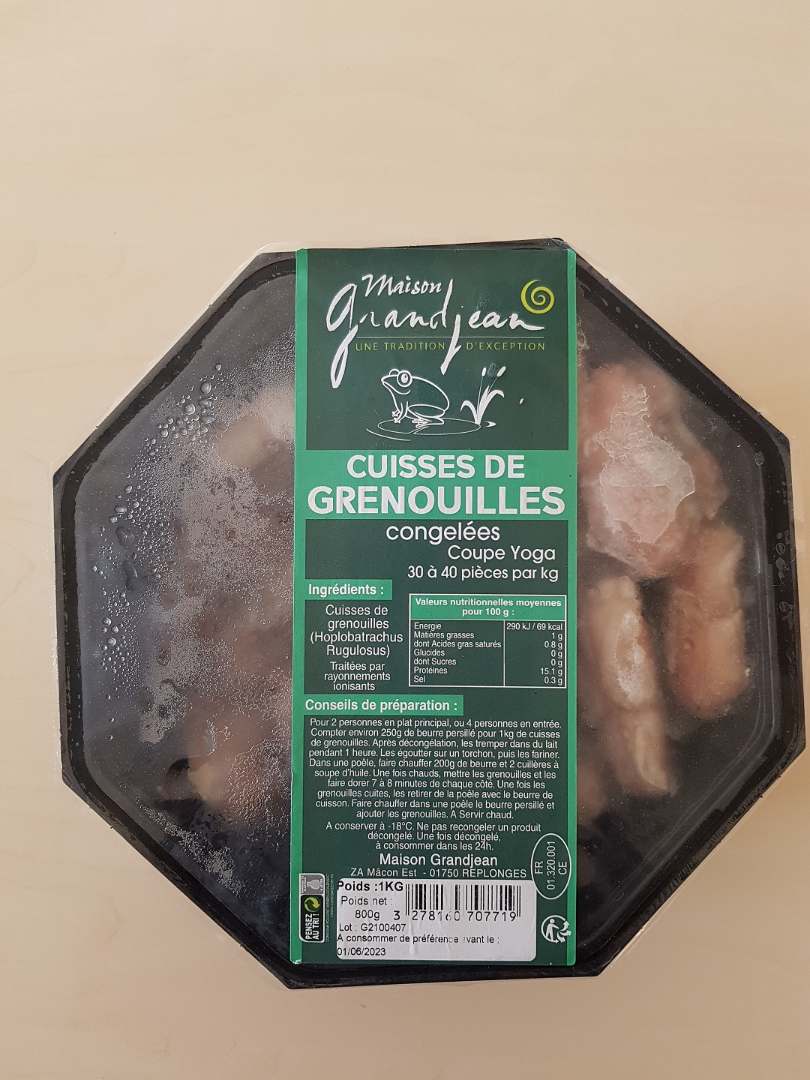 Maison
Grandjean
UNE TRADITION D'EXCEPTION
CUISSES DE
GRENOUILLES
congelées
Coupe Yoga
30 à 40 pièces par kg
Ingrédients :
Cuisses de
grenouilles
(Hoplobatrachus
Rugulosus)
Traitées par
rayonnements
ionisants
Valeurs nutritionnelles moyennes
pour 100 g :
Energie 290 kJ / 69 kcal
Matières grasses 1 g
dont Acides gras saturés 0.8 g
Glucides 0 g
dont Sucres 0 g
Protéines 15.1 g
Sel 0.3 g
Conseils de préparation :
Pour 2 personnes en plat principal, ou 4 personnes en entrée.
Compter environ 250g de beurre persillé pour 1kg de cuisses
de grenouilles. Après décongelation, les tremper dans du lait
pendant 1 heure. Les égoutter sur un torchon, puis les fariner.
Dans une poêle, faire chauffer 200g de beurre et 2 cuillères à
soupe d'huile. Une fois chauds, mettre les grenouilles et les
faire dorer 7 à 8 minutes de chaque côté. Une fois les
grenouilles cuites, les retirer de la poêle avec le beurre de
cuisson. Faire chauffer dans une poêle le beurre persillé et
ajouter les grenouilles. A Servir chaud.
A conserver à -18°C. Ne pas recongeler un produit
décongelé. Une fois décongelé,
à consommer dans les 24h.
Maison Grandjean
ZA Mâcon Est - 01750 REPLONGES
FR
01.320.001
CE
PENSEZ
AU TRI !
Poids :1KG
Poids net :
800g
3 278160 707719
Lot : G2100407
A consommer de préférence avant le :
01/06/2023